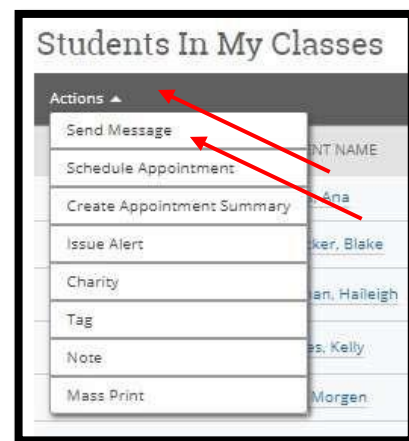 Students In My Classes
Actions
Send Message
NT NAME
Schedule Appointment
Ana
Create Appointment Summary
Issue Alert
ker, Blake
Charity
an, Haileigh
Tag
Note
es, Kelly
Mass Print
Morgen